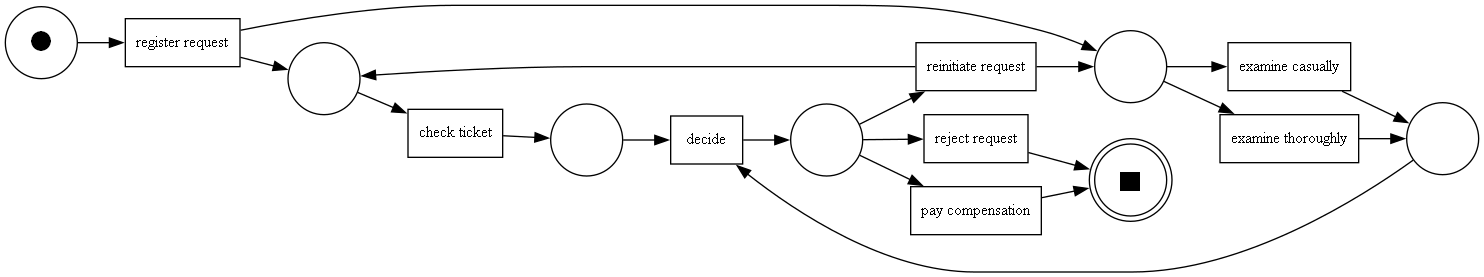 register request
check ticket
decide
reinitiate request
reject request
pay compensation
examine casually
examine thoroughly